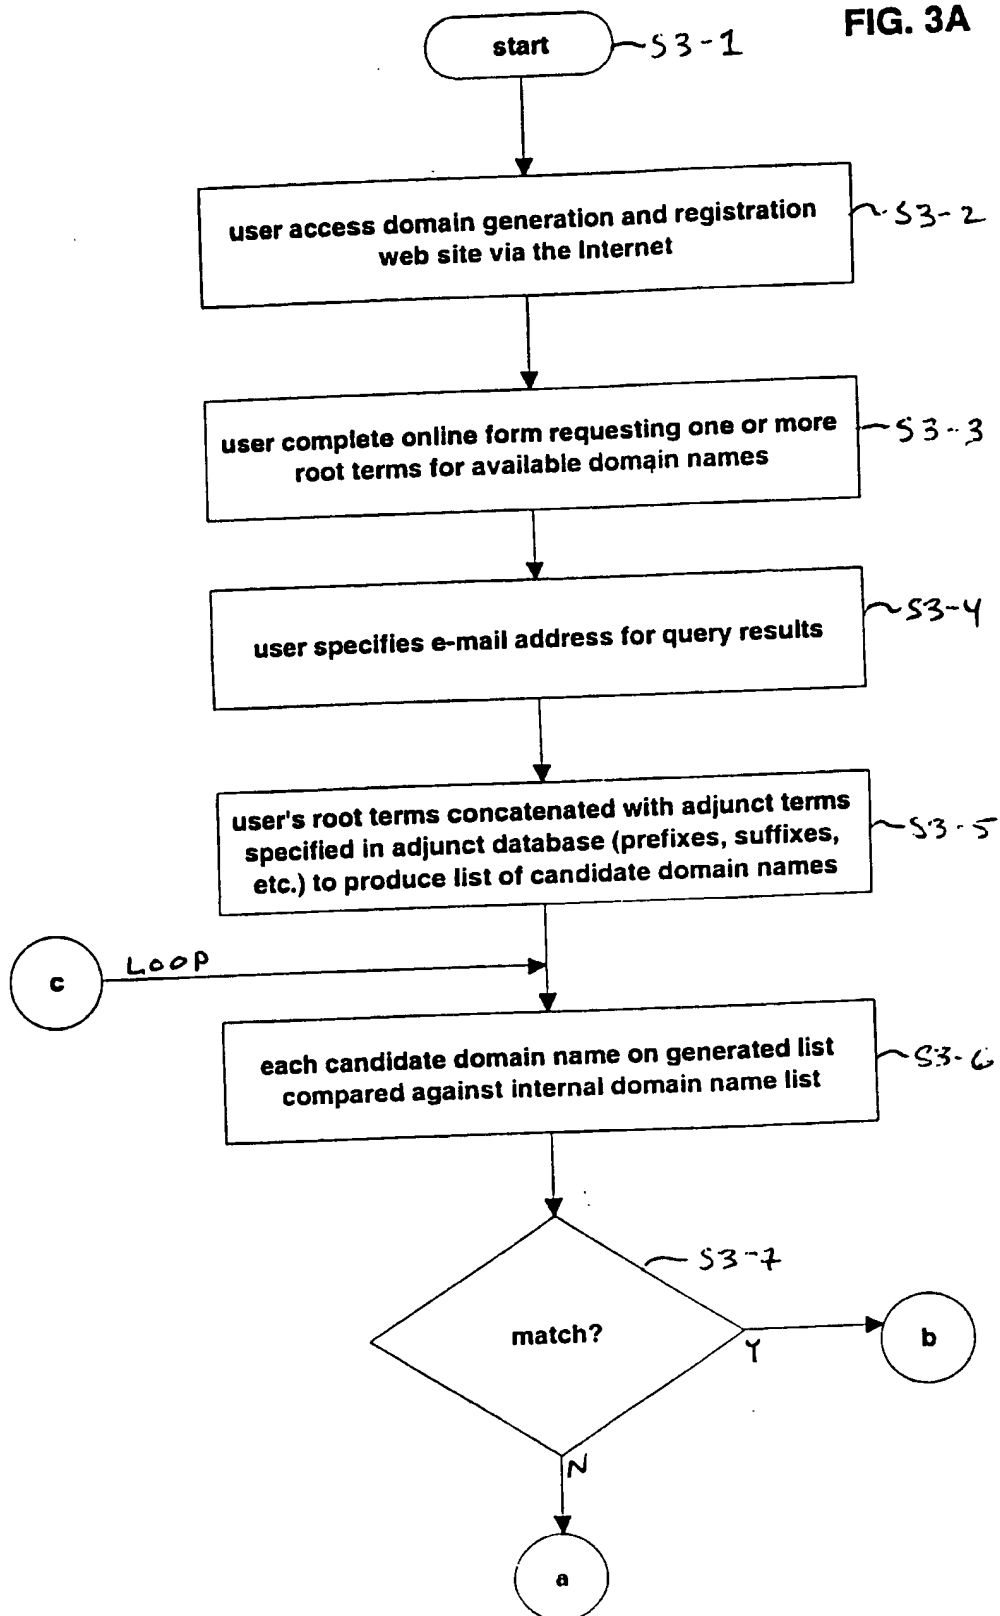 FIG. 3A
start
S3-1
user access domain generation and registration
web site via the Internet
S3-2
user complete online form requesting one or more
root terms for available domain names
S3-3
user specifies e-mail address for query results
S3-4
user's root terms concatenated with adjunct terms
specified in adjunct database (prefixes, suffixes,
etc.) to produce list of candidate domain names
S3-5
c
LOOP
each candidate domain name on generated list
compared against internal domain name list
S3-6
match?
S3-7
Y
b
N
a